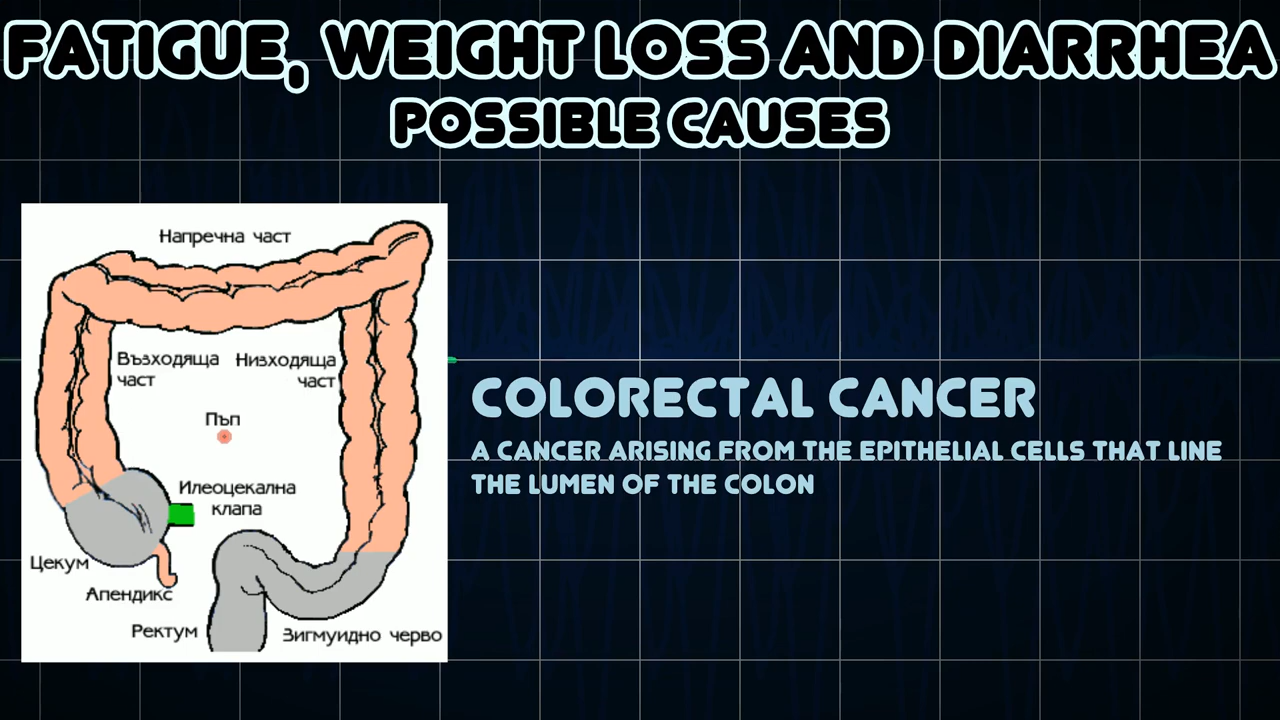 FATIGUE, WEIGHT LOSS AND DIARRHEA
POSSIBLE CAUSES
Напречна част
Възходяща
част
Низходяща
част
Пъп
Илеоцекална
клапа
Цекум
Апендикс
Ректум
Зигмуидно черво
COLORECTAL CANCER
A CANCER ARISING FROM THE EPITHELIAL CELLS THAT LINE
THE LUMEN OF THE COLON